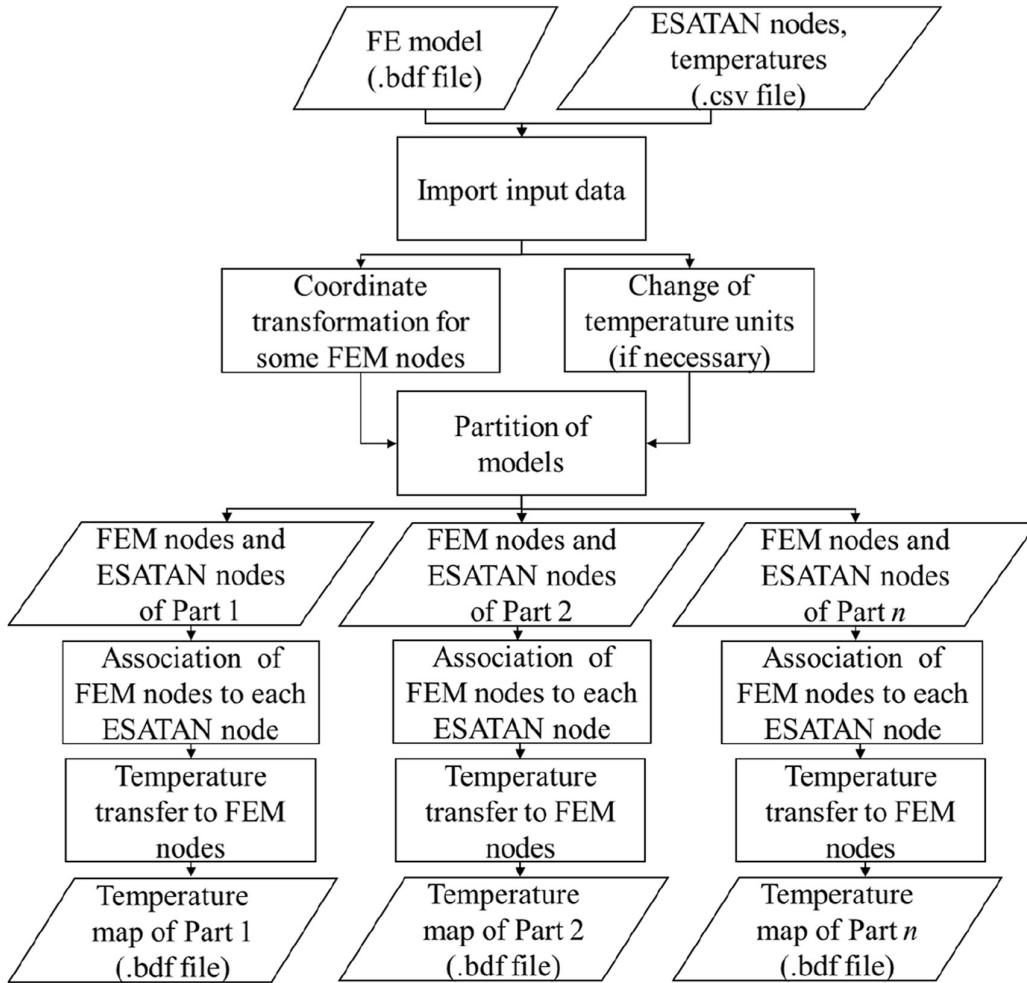 FE model
(.bdf file)
ESATAN nodes,
temperatures
(.csv file)
Import input data
Coordinate
transformation for
some FEM nodes
Change of
temperature units
(if necessary)
Partition of
models
FEM nodes and
ESATAN nodes
of Part 1
FEM nodes and
ESATAN nodes
of Part 2
FEM nodes and
ESATAN nodes
of Part n
Association of
FEM nodes to each
ESATAN node
Association of
FEM nodes to each
ESATAN node
Association of
FEM nodes to each
ESATAN node
Temperature
transfer to FEM
nodes
Temperature
transfer to FEM
nodes
Temperature
transfer to FEM
nodes
Temperature
map of Part 1
(.bdf file)
Temperature
map of Part 2
(.bdf file)
Temperature
map of Part n
(.bdf file)